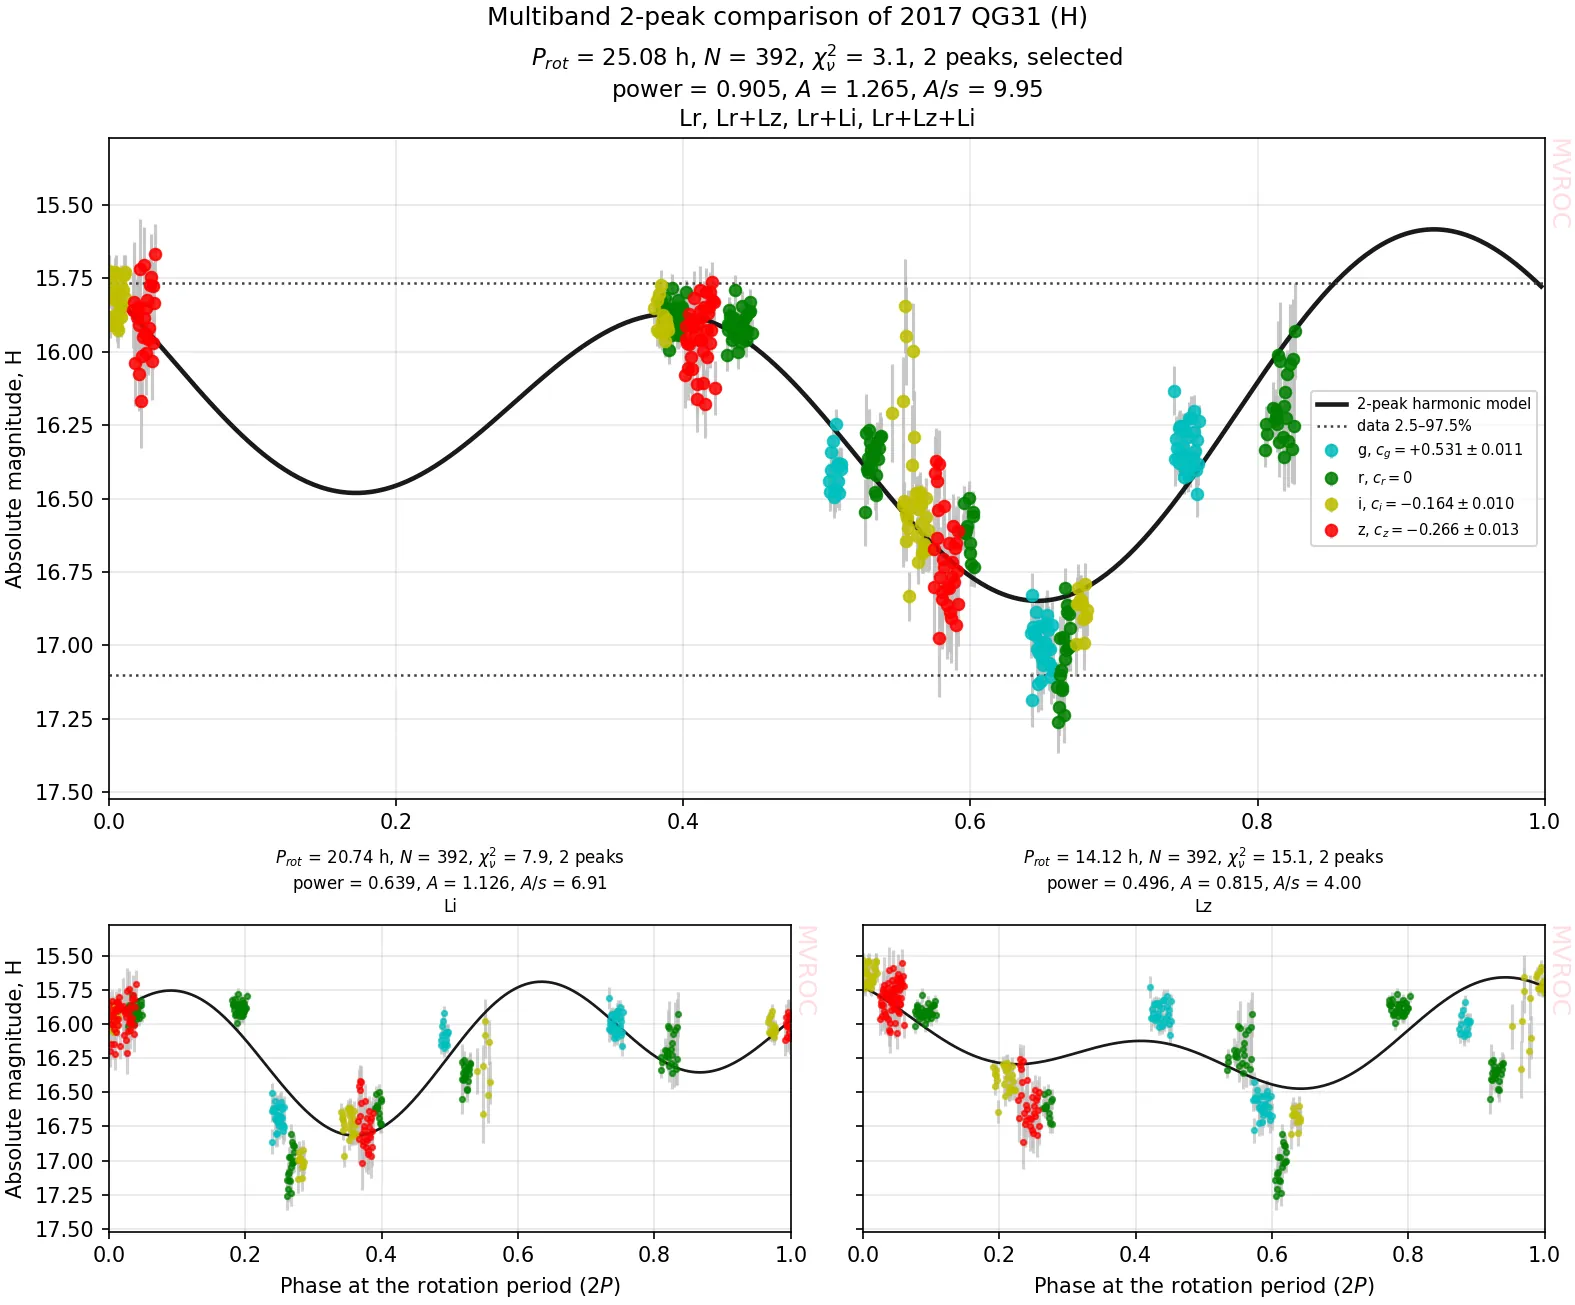 Multiband 2-peak comparison of 2017 QG31 (H)
P_rot = 25.08 h, N = 392, χ²_ν = 3.1, 2 peaks, selected
power = 0.905, A = 1.265, A/s = 9.95
Lr, Lr+Lz, Lr+Li, Lr+Lz+Li
MVROC
Absolute magnitude, H
15.50
15.75
16.00
16.25
16.50
16.75
17.00
17.25
17.50
2-peak harmonic model
data 2.5–97.5%
g, c_g = +0.531 ± 0.011
r, c_r = 0
i, c_i = −0.164 ± 0.010
z, c_z = −0.266 ± 0.013
0.0 0.2 0.4 0.6 0.8 1.0
P_rot = 20.74 h, N = 392, χ²_ν = 7.9, 2 peaks
power = 0.639, A = 1.126, A/s = 6.91
Li
MVROC
Absolute magnitude, H
15.50
15.75
16.00
16.25
16.50
16.75
17.00
17.25
17.50
0.0 0.2 0.4 0.6 0.8 1.0
Phase at the rotation period (2P)
P_rot = 14.12 h, N = 392, χ²_ν = 15.1, 2 peaks
power = 0.496, A = 0.815, A/s = 4.00
Lz
MVROC
0.0 0.2 0.4 0.6 0.8 1.0
Phase at the rotation period (2P)